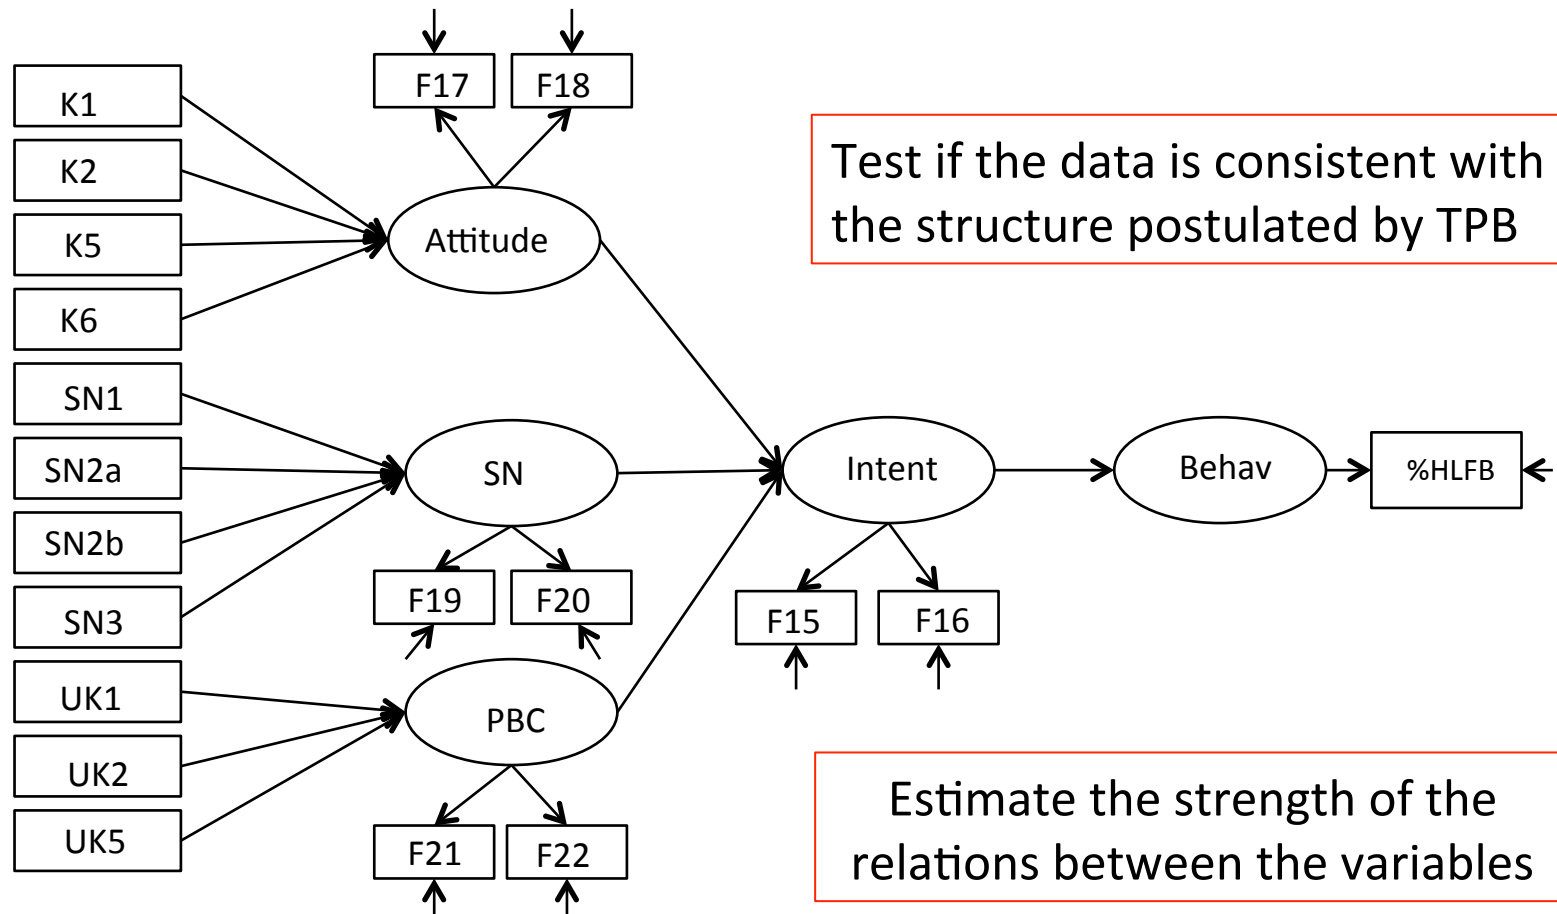 F17
F18
K1
K2
K5
K6
Attitude
Test if the data is consistent with
the structure postulated by TPB
SN1
SN2a
SN2b
SN3
SN
Intent
Behav
%HLFB
F19
F20
F15
F16
UK1
UK2
UK5
PBC
F21
F22
Estimate the strength of the
relations between the variables